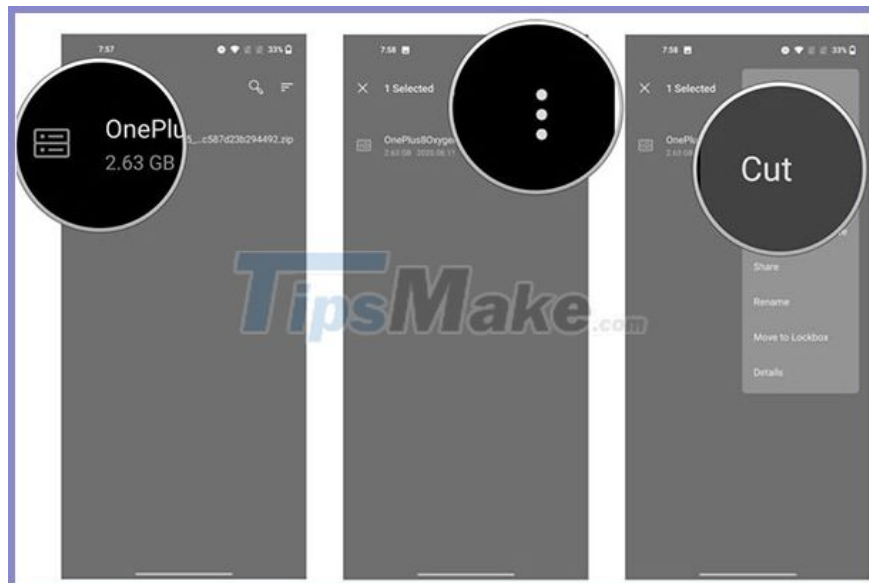 7:57
33%
OnePlu
5_...c587d23b294492.zip
2.63 GB
7:58
1 Selected
OnePlus8Oxyge
2.63 GB 2020.06.11
7:58
33%
1 Selected
OnePl
2.63 GB
Cut
Share
Rename
Move to Lockbox
Details
TipsMake.com